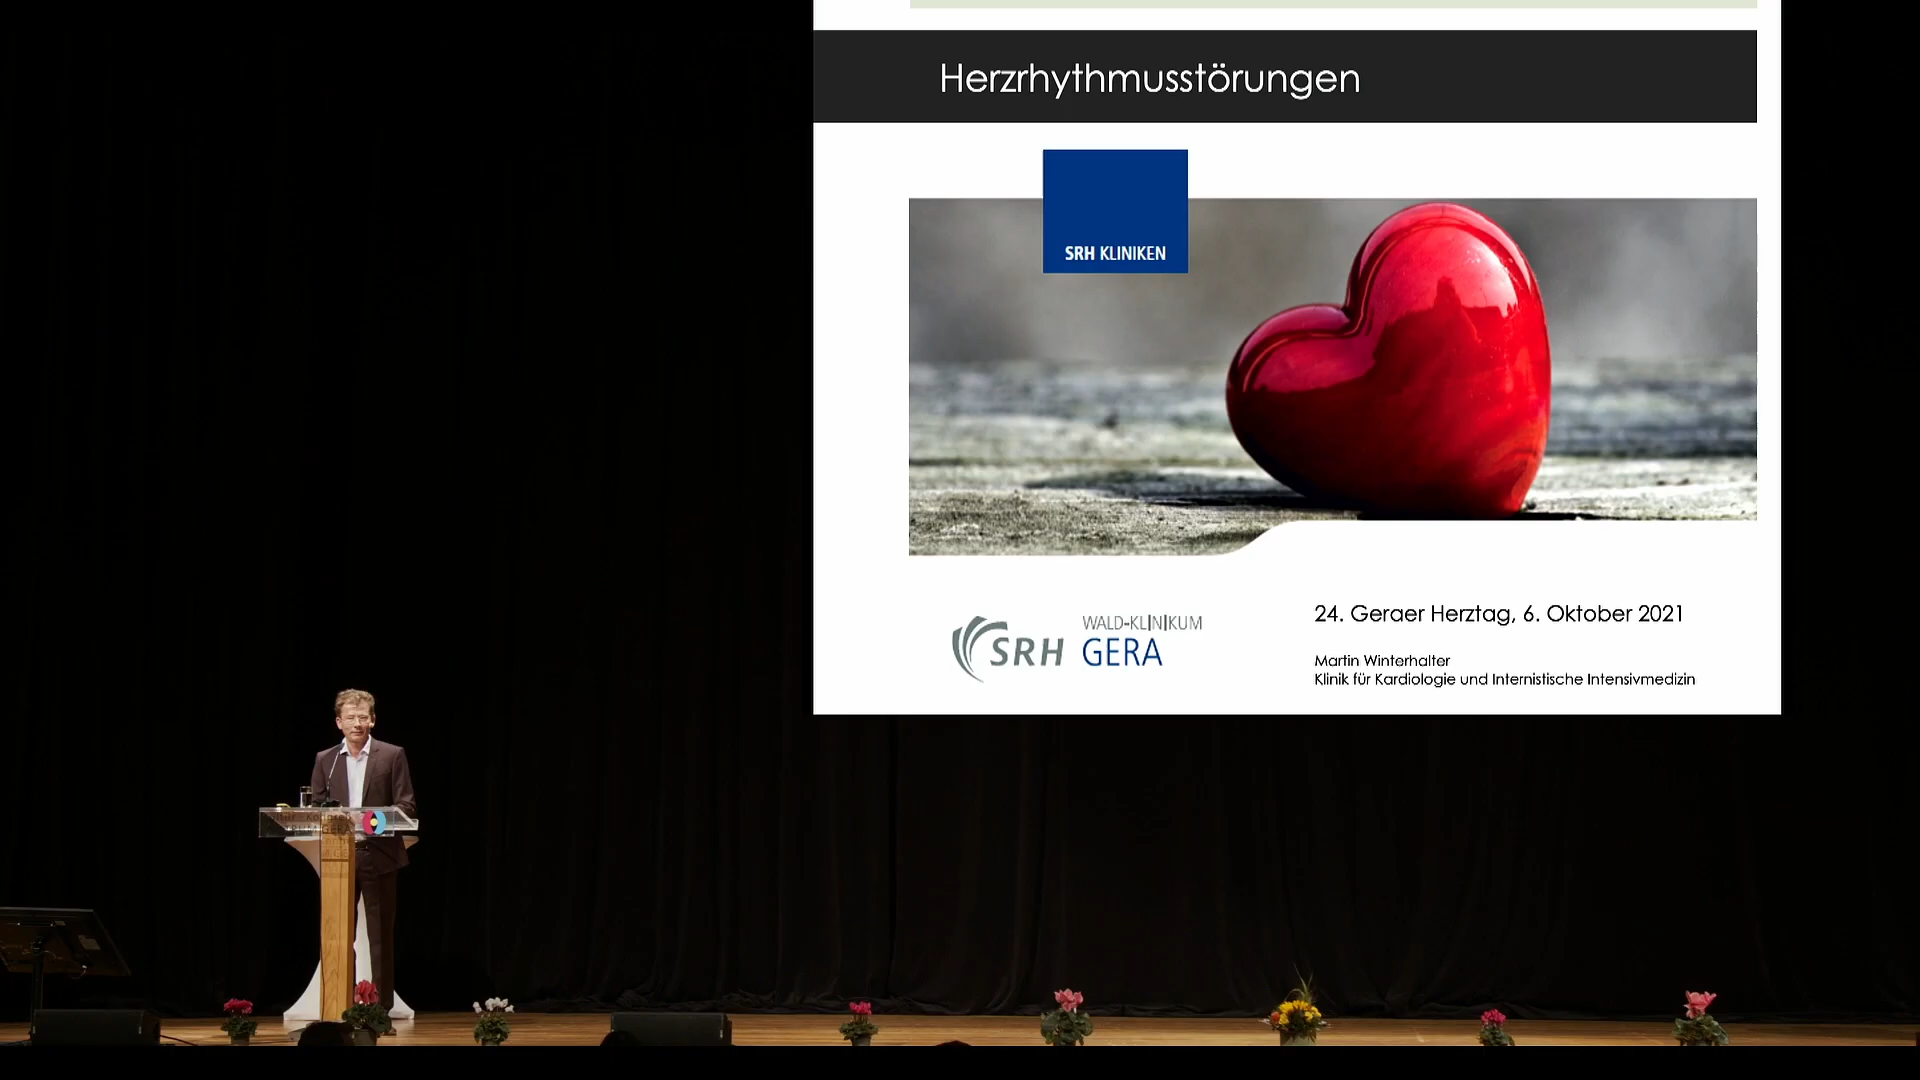 Herzrhythmusstörungen
SRH KLINIKEN
SRH
WALD-KLINIKUM
GERA
24. Geraer Herztag, 6. Oktober 2021
Martin Winterhalter
Klinik für Kardiologie und Internistische Intensivmedizin